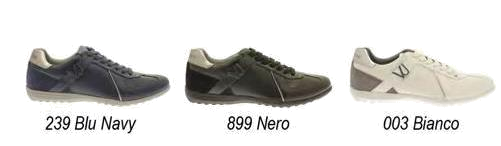 239 Blu Navy
899 Nero
003 Bianco